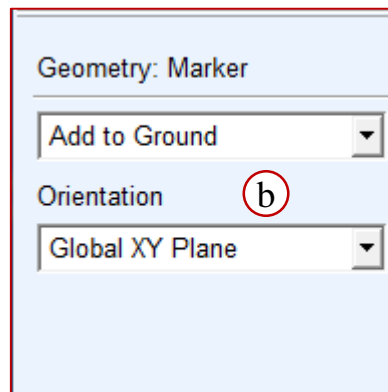 Geometry: Marker
Add to Ground
Orientation b
Global XY Plane